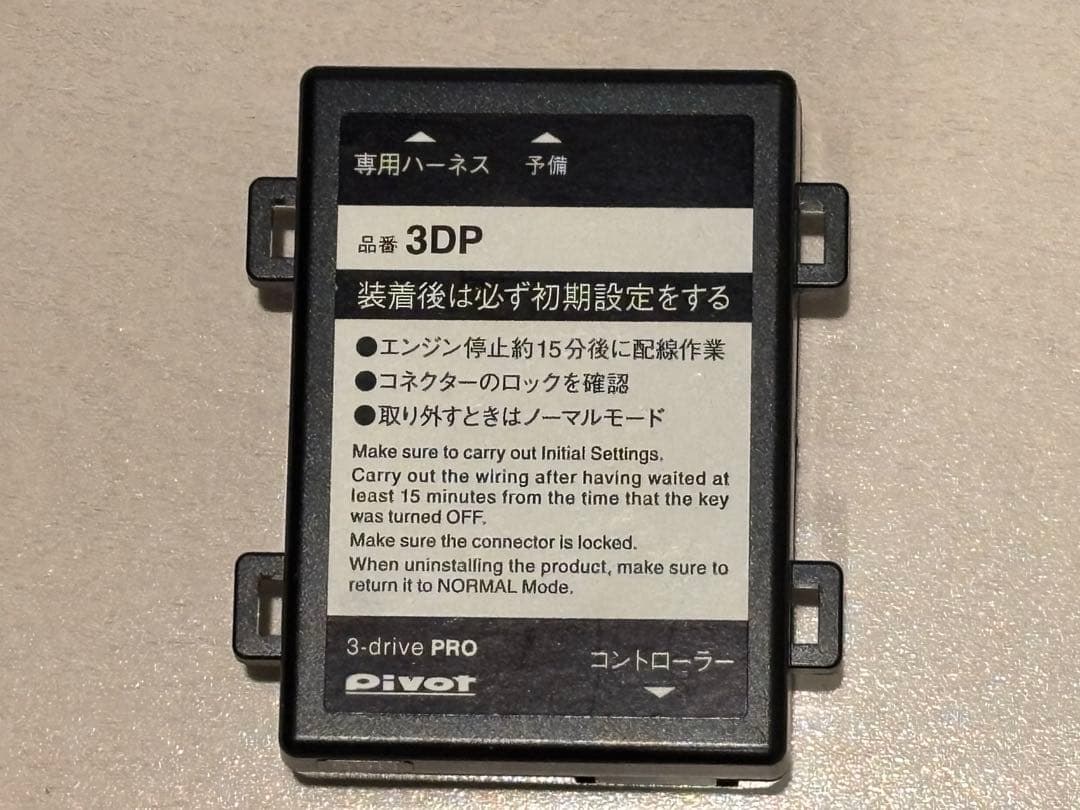 専用ハーネス 予備
品番 3DP
装着後は必ず初期設定をする
●エンジン停止約15分後に配線作業
●コネクターのロックを確認
●取り外すときはノーマルモード
Make sure to carry out Initial Settings.
Carry out the wiring after having waited at
least 15 minutes from the time that the key
was turned OFF.
Make sure the connector is locked.
When uninstalling the product, make sure to
return it to NORMAL Mode.
3-drive PRO
コントローラー
Pivot